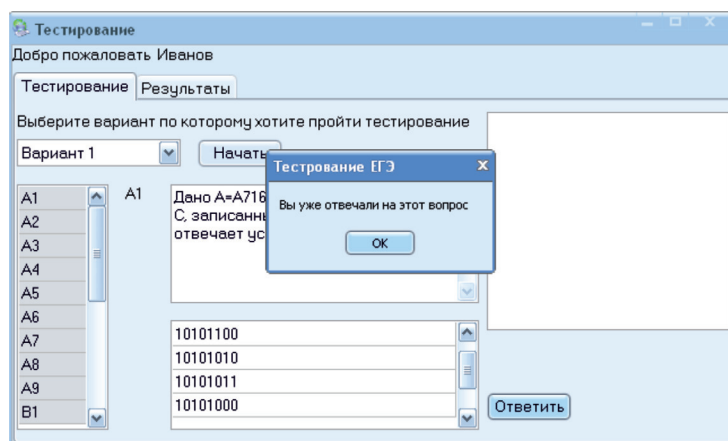 Тестирование
Добро пожаловать Иванов
Тестирование Результаты
Выберите вариант по которому хотите пройти тестирование
Вариант 1 Начать
Тестрование ЕГЭ
Вы уже отвечали на этот вопрос
OK
A1
A2
A3
A4
A5
A6
A7
A8
A9
B1
A1
Дано A=A716
C, записанны
отвечает ус
10101100
10101010
10101011
10101000
Ответить